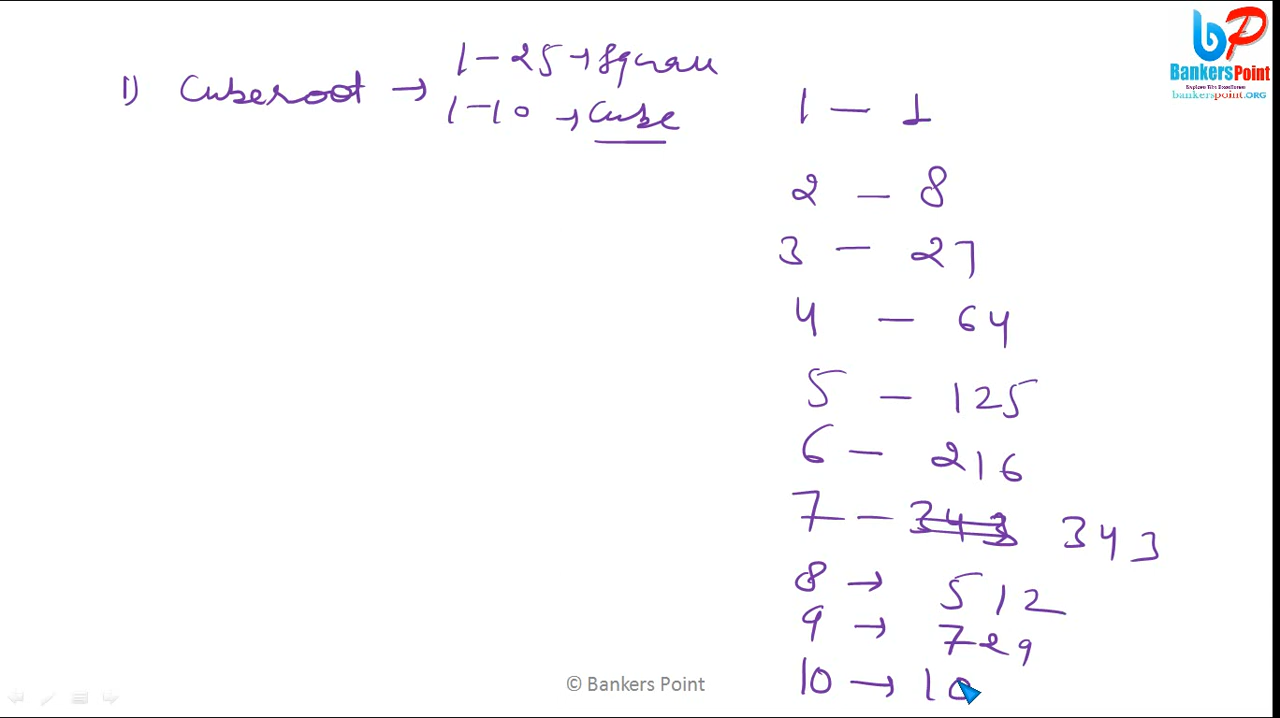 1) Cuberoot → 1 - 25 → Square
1 - 10 → Cube
bP
BankersPoint
bankerspoint.ORG
1 - 1
2 - 8
3 - 27
4 - 64
5 - 125
6 - 216
7 - 343 343
8 → 512
9 → 729
10 → 10
© Bankers Point